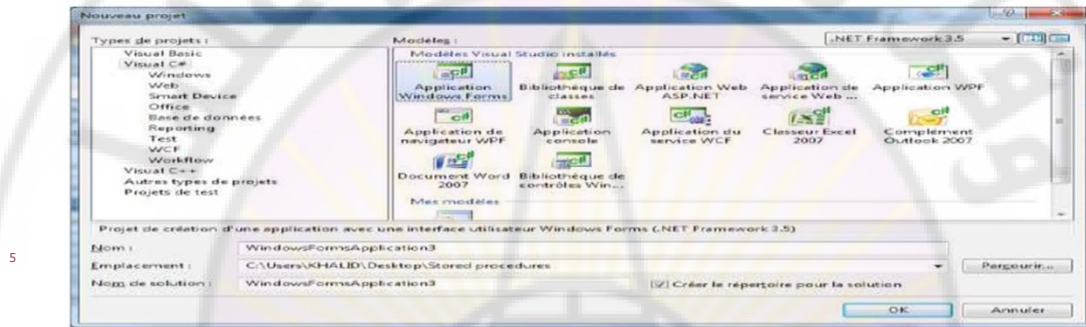 Nouveau projet
Types de projets :
Visual Basic
Visual C#
Windows
Web
Smart Device
Office
Base de données
Reporting
Test
WCF
Workflow
Visual C++
Autres types de projets
Projets de test
Modèles :
.NET Framework 3.5
Modèles Visual Studio installés
Application Windows Forms
Bibliothèque de classes
Application Web ASP.NET
Application de service Web ...
Application WPF
Application de navigateur WPF
Application console
Application du service WCF
Classeur Excel 2007
Complément Outlook 2007
Document Word 2007
Bibliothèque de contrôles Win...
Mes modèles
Projet de création d'une application avec une interface utilisateur Windows Forms (.NET Framework 3.5)
Nom : WindowsFormsApplication3
5
Emplacement : C:\Users\KHALID\Desktop\Stored procedures
Parcourir...
Nom de solution : WindowsFormsApplication3
Créer le répertoire pour la solution
OK
Annuler